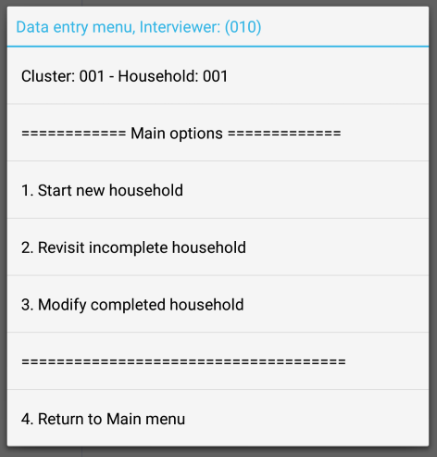 Data entry menu, Interviewer: (010)
Cluster: 001 - Household: 001
============ Main options =============
1. Start new household
2. Revisit incomplete household
3. Modify completed household
=====================================
4. Return to Main menu